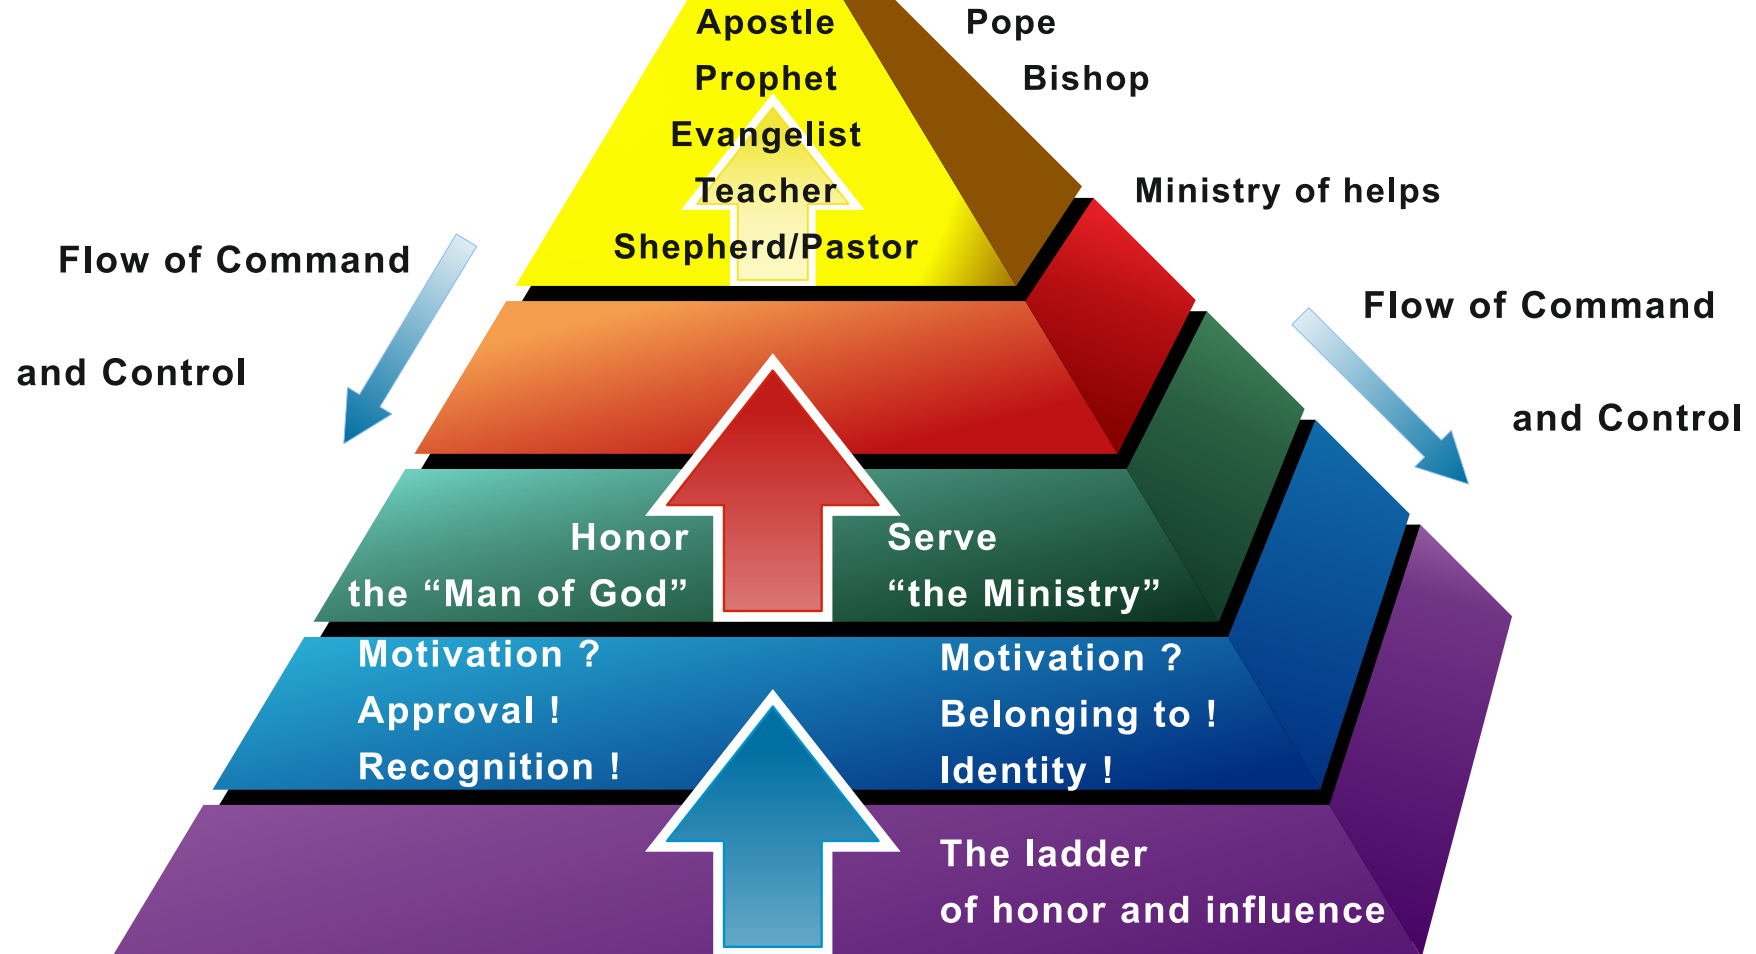 Apostle
Prophet
Evangelist
Teacher
Shepherd/Pastor
Pope
Bishop
Ministry of helps
Flow of Command
and Control
Flow of Command
and Control
Honor
the “Man of God”
Serve
“the Ministry”
Motivation ?
Approval !
Recognition !
Motivation ?
Belonging to !
Identity !
The ladder
of honor and influence